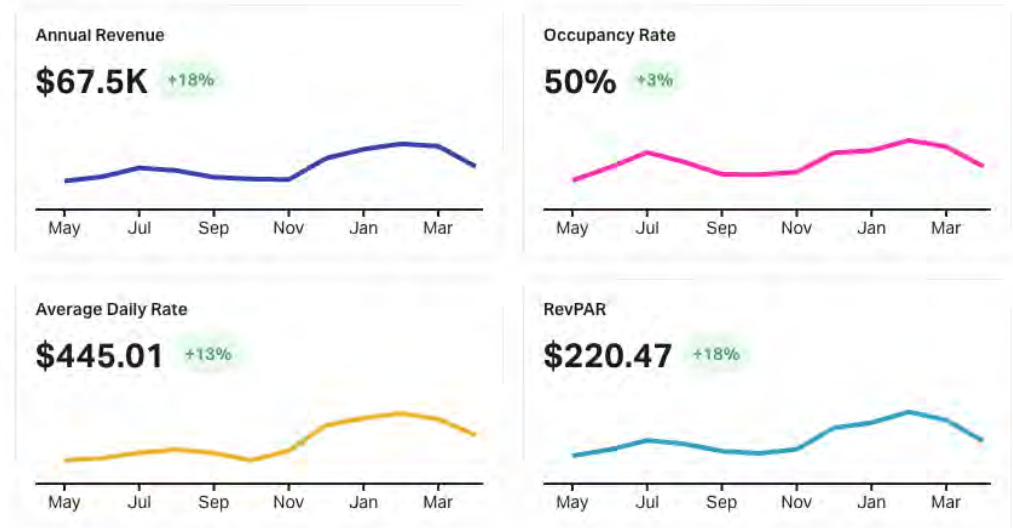 Annual Revenue
$67.5K +18%
May Jul Sep Nov Jan Mar
Occupancy Rate
50% +3%
May Jul Sep Nov Jan Mar
Average Daily Rate
$445.01 +13%
May Jul Sep Nov Jan Mar
RevPAR
$220.47 +18%
May Jul Sep Nov Jan Mar